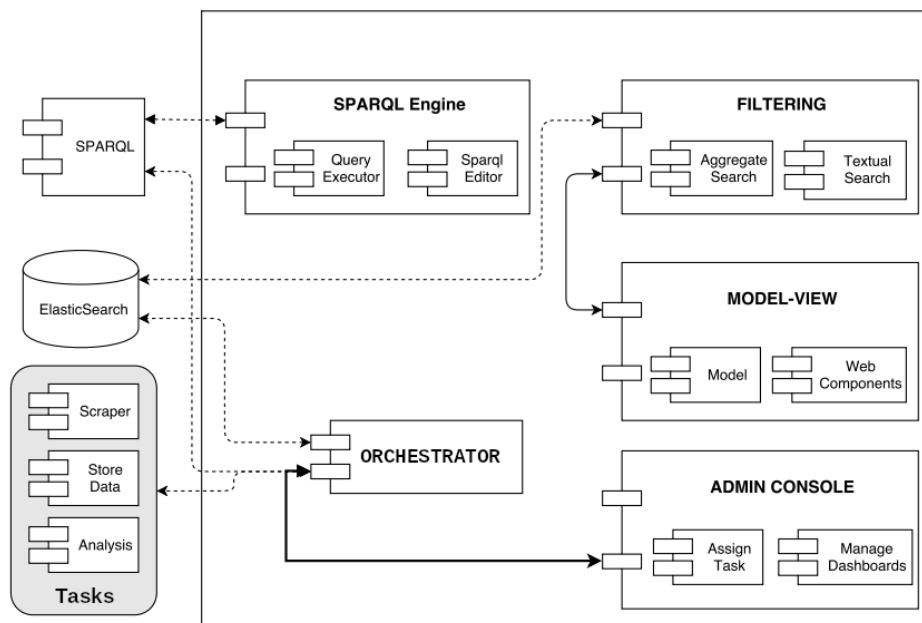 SPARQL
SPARQL Engine
Query
Executor
Sparql
Editor
FILTERING
Aggregate
Search
Textual
Search
ElasticSearch
MODEL-VIEW
Model
Web
Components
Scraper
Store
Data
Analysis
Tasks
ORCHESTRATOR
ADMIN CONSOLE
Assign
Task
Manage
Dashboards